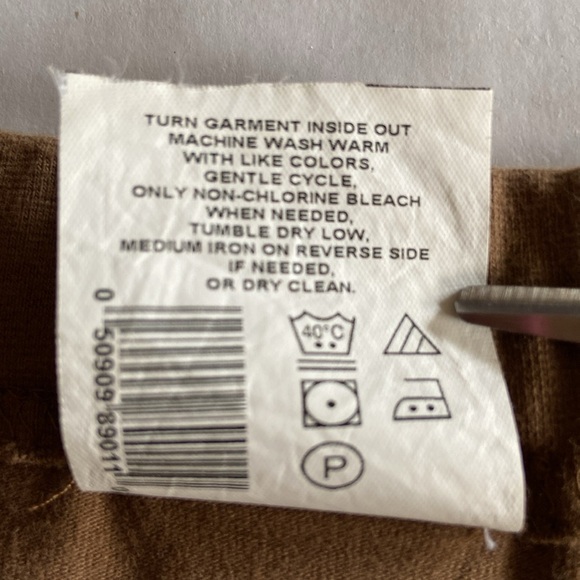 TURN GARMENT INSIDE OUT
MACHINE WASH WARM
WITH LIKE COLORS,
GENTLE CYCLE,
ONLY NON-CHLORINE BLEACH
WHEN NEEDED,
TUMBLE DRY LOW,
MEDIUM IRON ON REVERSE SIDE
IF NEEDED,
OR DRY CLEAN.
40°C
P
0 50909 89011